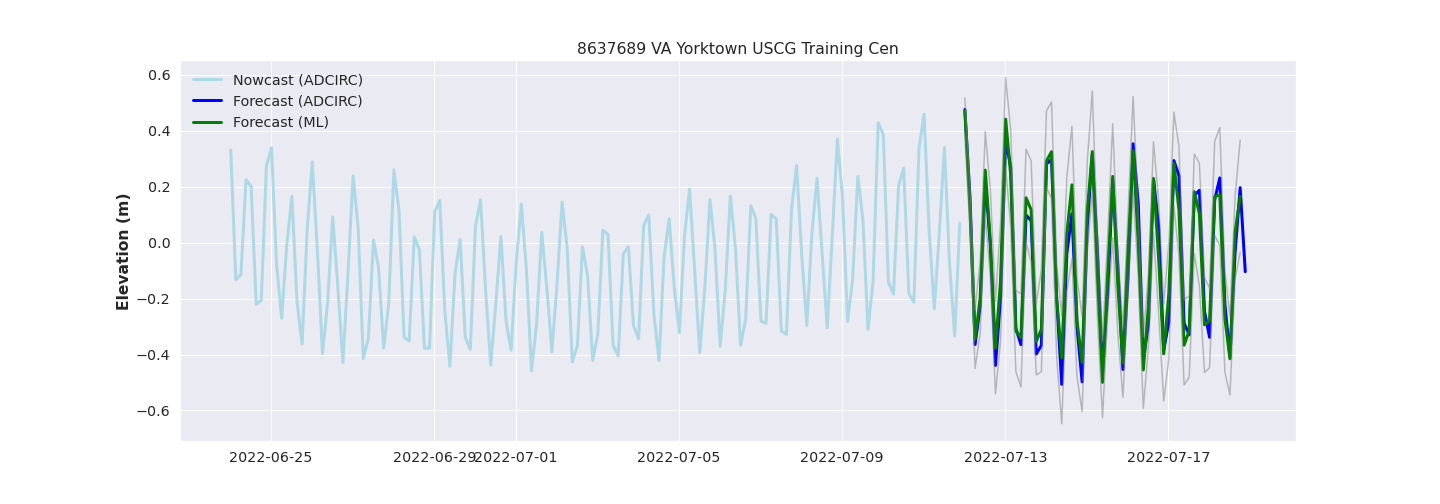 8637689 VA Yorktown USCG Training Cen
Nowcast (ADCIRC)
Forecast (ADCIRC)
Forecast (ML)
Elevation (m)
0.6
0.4
0.2
0.0
−0.2
−0.4
−0.6
2022-06-25 2022-06-29 2022-07-01 2022-07-05 2022-07-09 2022-07-13 2022-07-17